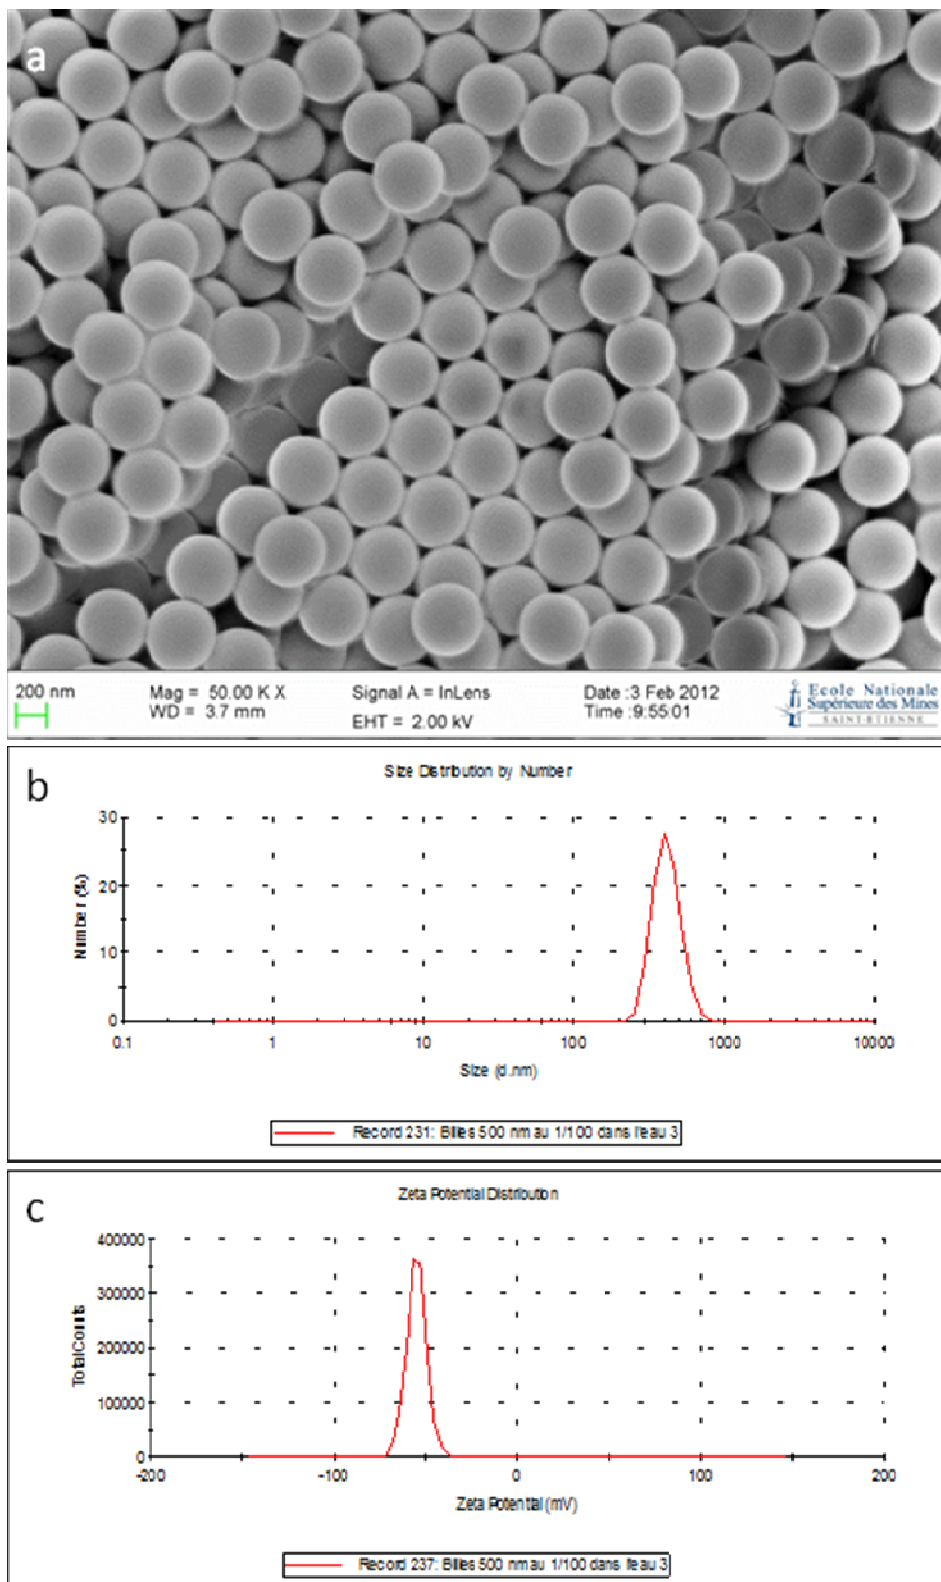 a
200 nm
Mag = 50.00 K X
WD = 3.7 mm
Signal A = InLens
EHT = 2.00 kV
Date :3 Feb 2012
Time :9:55:01
Ecole Nationale
Supérieure des Mines
SAINT-ETIENNE
b
Size Distribution by Number
Number (%)
30
20
10
0
0.1 1 10 100 1000 10000
Size (d.nm)
Record 231: Billes 500 nm au 1/100 dans l'eau 3
c
Zeta Potential Distribution
Total Counts
400000
300000
200000
100000
0
-200 -100 0 100 200
Zeta Potential (mV)
Record 237: Billes 500 nm au 1/100 dans l'eau 3